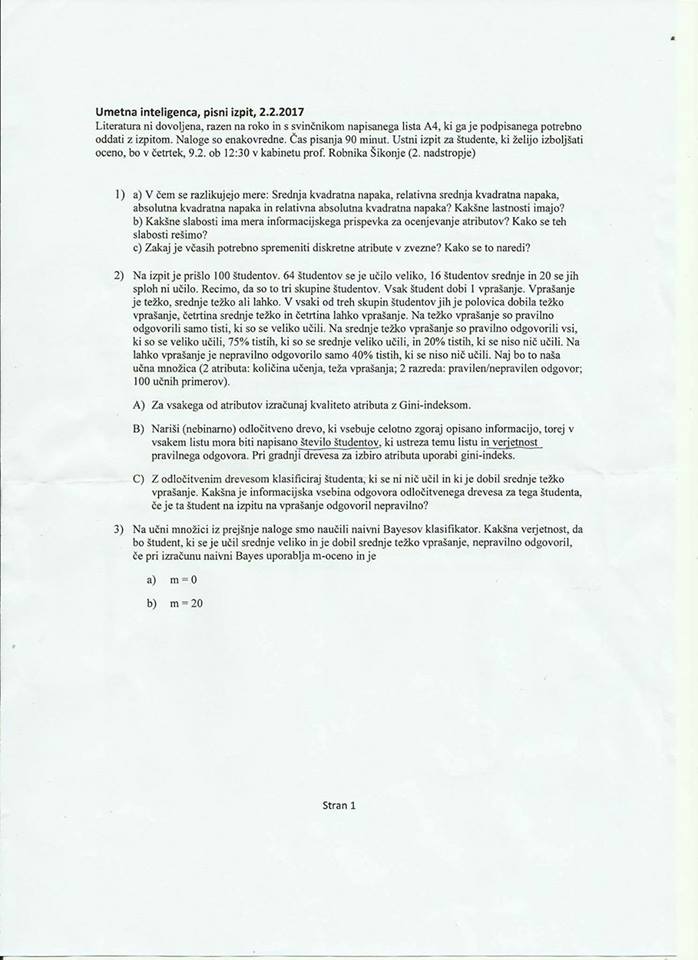 Umetna inteligenca, pisni izpit, 2.2.2017
Literatura ni dovoljena, razen na roko in s svinčnikom napisanega lista A4, ki ga je podpisanega potrebno
oddati z izpitom. Naloge so enakovredne. Čas pisanja 90 minut. Ustni izpit za študente, ki želijo izboljšati
oceno, bo v četrtek, 9.2. ob 12:30 v kabinetu prof. Robnika Šikonje (2. nadstropje)
1) a) V čem se razlikujejo mere: Srednja kvadratna napaka, relativna srednja kvadratna napaka,
absolutna kvadratna napaka in relativna absolutna kvadratna napaka? Kakšne lastnosti imajo?
b) Kakšne slabosti ima mera informacijskega prispevka za ocenjevanje atributov? Kako se teh
slabosti rešimo?
c) Zakaj je včasih potrebno spremeniti diskretne atribute v zvezne? Kako se to naredi?
2) Na izpit je prišlo 100 študentov. 64 študentov se je učilo veliko, 16 študentov srednje in 20 se jih
sploh ni učilo. Recimo, da so to tri skupine študentov. Vsak študent dobi 1 vprašanje. Vprašanje
je težko, srednje težko ali lahko. V vsaki od treh skupin študentov jih je polovica dobila težko
vprašanje, četrtina srednje težko in četrtina lahko vprašanje. Na težko vprašanje so pravilno
odgovorili samo tisti, ki so se veliko učili. Na srednje težko vprašanje so pravilno odgovorili vsi,
ki so se veliko učili, 75% tistih, ki so se srednje veliko učili, in 20% tistih, ki se niso nič učili. Na
lahko vprašanje je nepravilno odgovorilo samo 40% tistih, ki se niso nič učili. Naj bo to naša
učna množica (2 atributa: količina učenja, teža vprašanja; 2 razreda: pravilen/nepravilen odgovor;
100 učnih primerov).
A) Za vsakega od atributov izračunaj kvaliteto atributa z Gini-indeksom.
B) Nariši (nebinarno) odločitveno drevo, ki vsebuje celotno zgoraj opisano informacijo, torej v
vsakem listu mora biti napisano število študentov, ki ustreza temu listu in verjetnost
pravilnega odgovora. Pri gradnji drevesa za izbiro atributa uporabi gini-indeks.
C) Z odločitvenim drevesom klasificiraj študenta, ki se ni nič učil in ki je dobil srednje težko
vprašanje. Kakšna je informacijska vsebina odgovora odločitvenega drevesa za tega študenta,
če je ta študent na izpitu na vprašanje odgovoril nepravilno?
3) Na učni množici iz prejšnje naloge smo naučili naivni Bayesov klasifikator. Kakšna verjetnost, da
bo študent, ki se je učil srednje veliko in je dobil srednje težko vprašanje, nepravilno odgovoril,
če pri izračunu naivni Bayes uporablja m-oceno in je
a) m = 0
b) m = 20
Stran 1